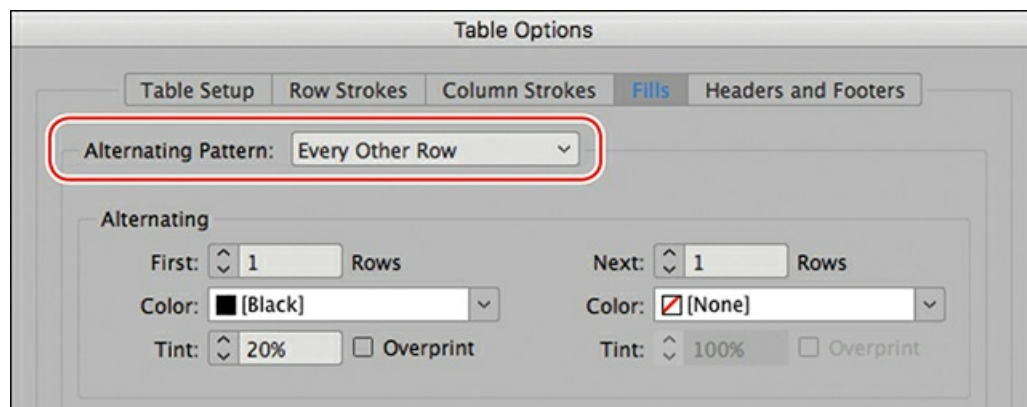 Table Options
Table Setup Row Strokes Column Strokes Fills Headers and Footers
Alternating Pattern: Every Other Row
Alternating
First: 1 Rows Next: 1 Rows
Color: [Black] Color: [None]
Tint: 20% Overprint Tint: 100% Overprint